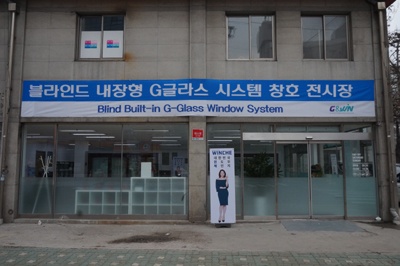 블라인드 내장형 G글라스 시스템 창호 전시장
Blind Built-in G-Glass Window System
WINCHE